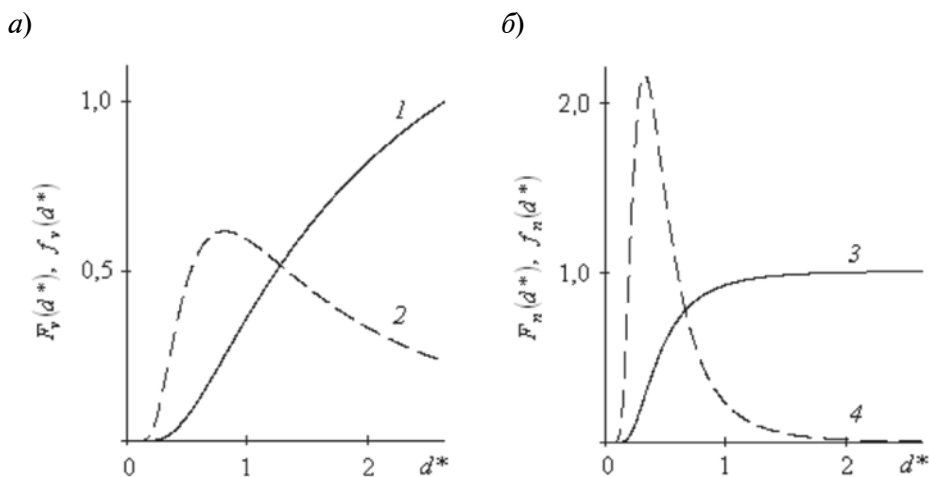 а)
1,0
0,5
0
1
2
d*
F_v(d*), f_v(d*)
1
2
б)
2,0
1,0
0
1
2
d*
F_n(d*), f_n(d*)
3
4